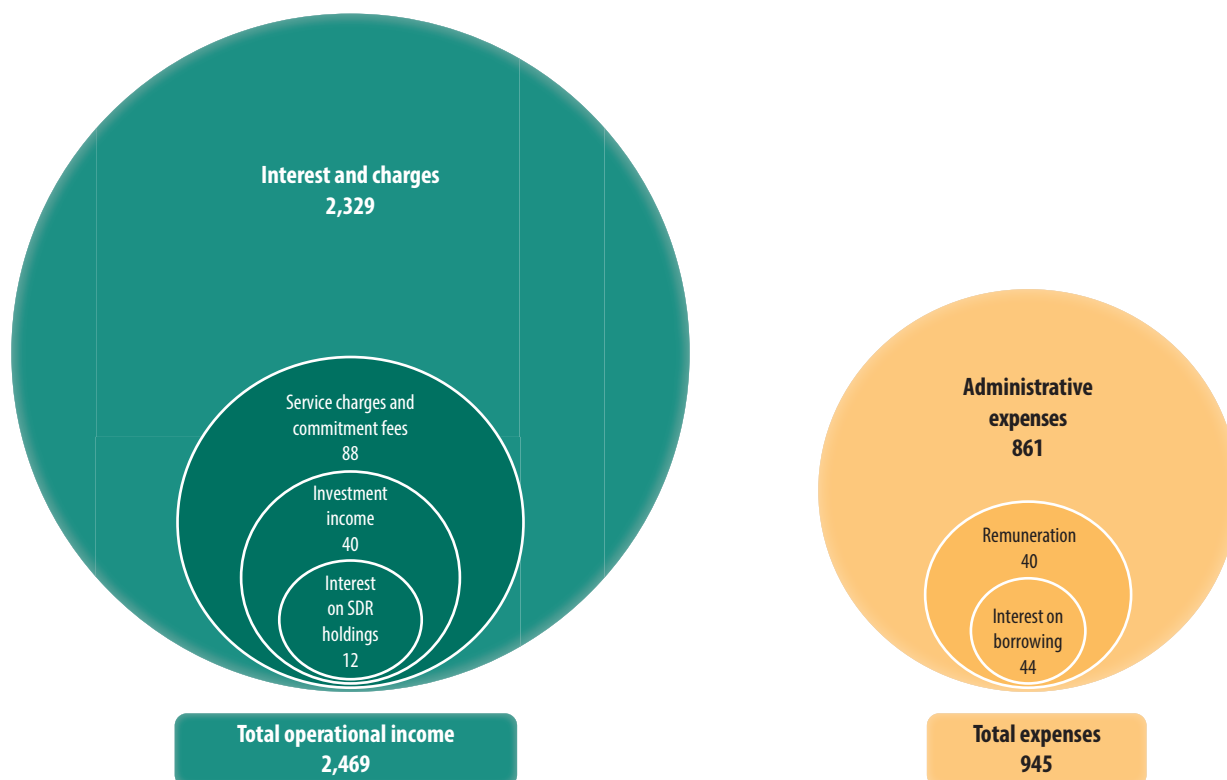 Interest and charges
2,329
Service charges and
commitment fees
88
Investment
income
40
Interest
on SDR
holdings
12
Total operational income
2,469
Administrative
expenses
861
Remuneration
40
Interest on
borrowing
44
Total expenses
945